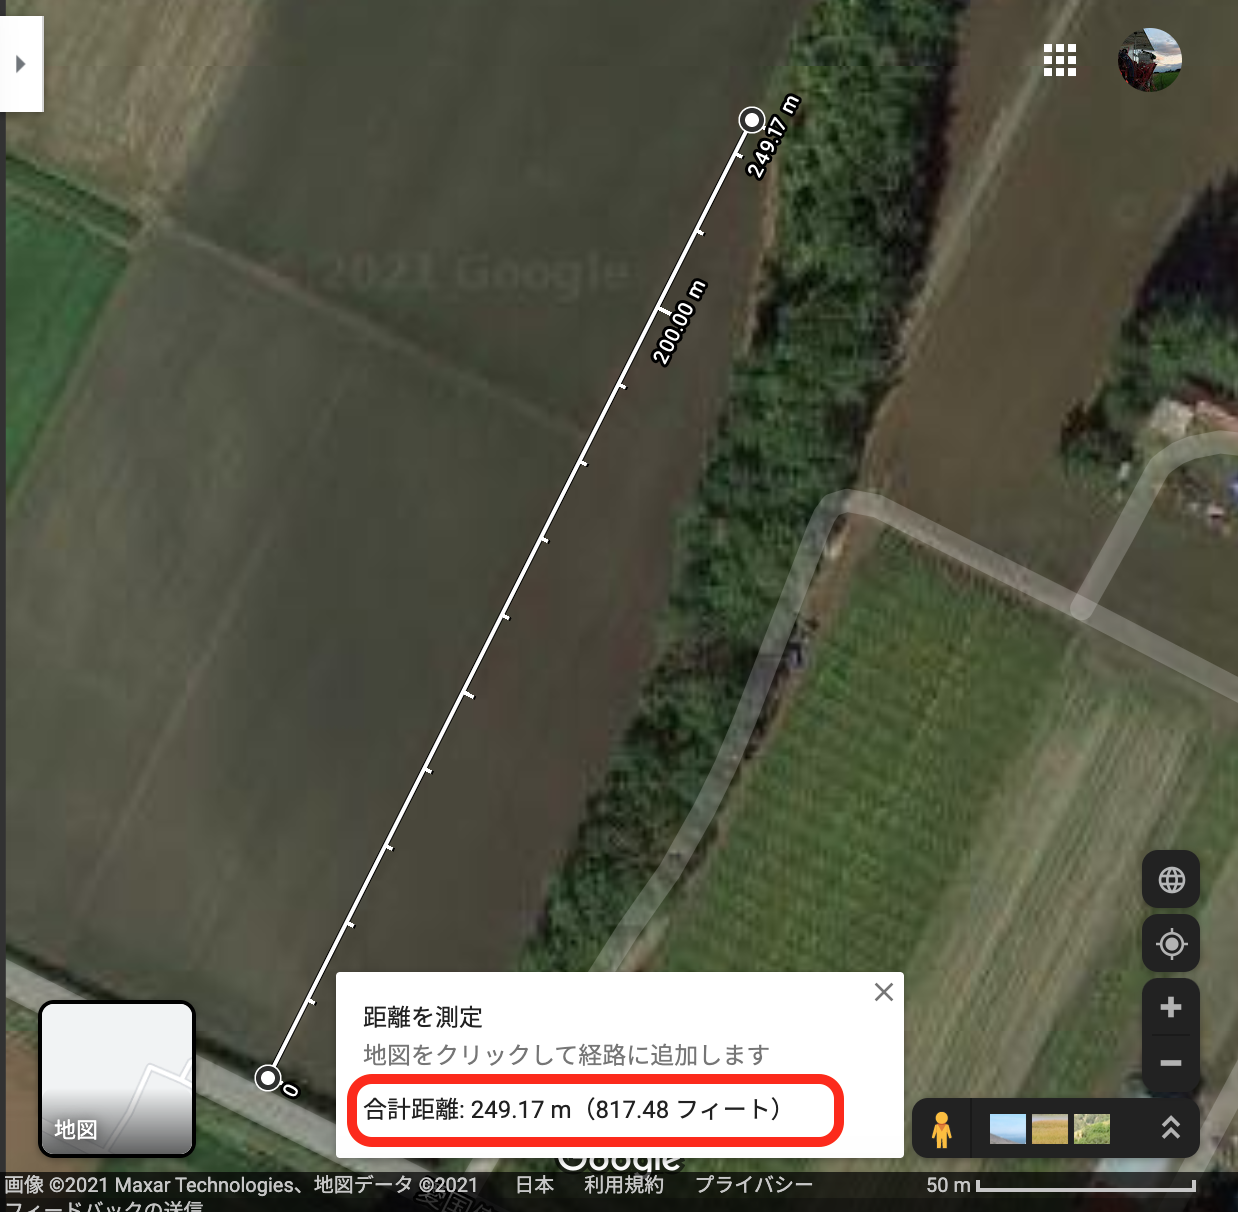 249.17 m
2021 Google
200.00 m
0
距離を測定
地図をクリックして経路に追加します
合計距離: 249.17 m（817.48 フィート）
地図
Google
画像 ©2021 Maxar Technologies、地図データ ©2021 日本 利用規約 プライバシー 50 m
フィードバックの送信